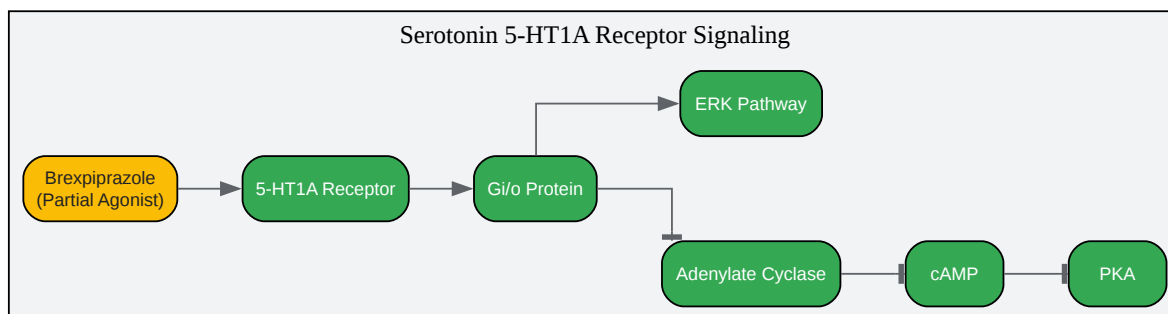 Serotonin 5-HT1A Receptor Signaling
ERK Pathway
Brexpiprazole
(Partial Agonist)
5-HT1A Receptor
Gi/o Protein
Adenylate Cyclase
cAMP
PKA